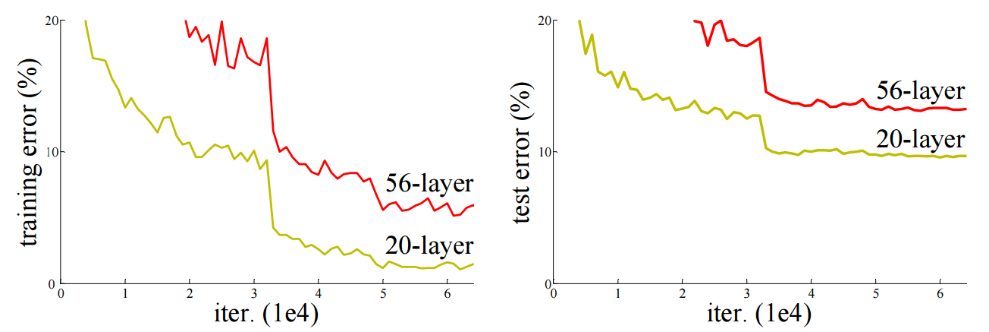 20
10
0
0 1 2 3 4 5 6
training error (%)
iter. (1e4)
56-layer
20-layer
20
10
0
0 1 2 3 4 5 6
test error (%)
iter. (1e4)
56-layer
20-layer